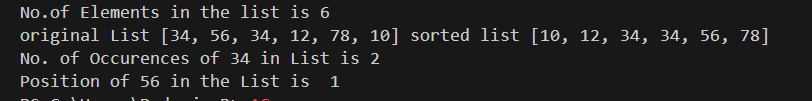 No.of Elements in the list is 6
original List [34, 56, 34, 12, 78, 10] sorted list [10, 12, 34, 34, 56, 78]
No. of Occurences of 34 in List is 2
Position of 56 in the List is  1